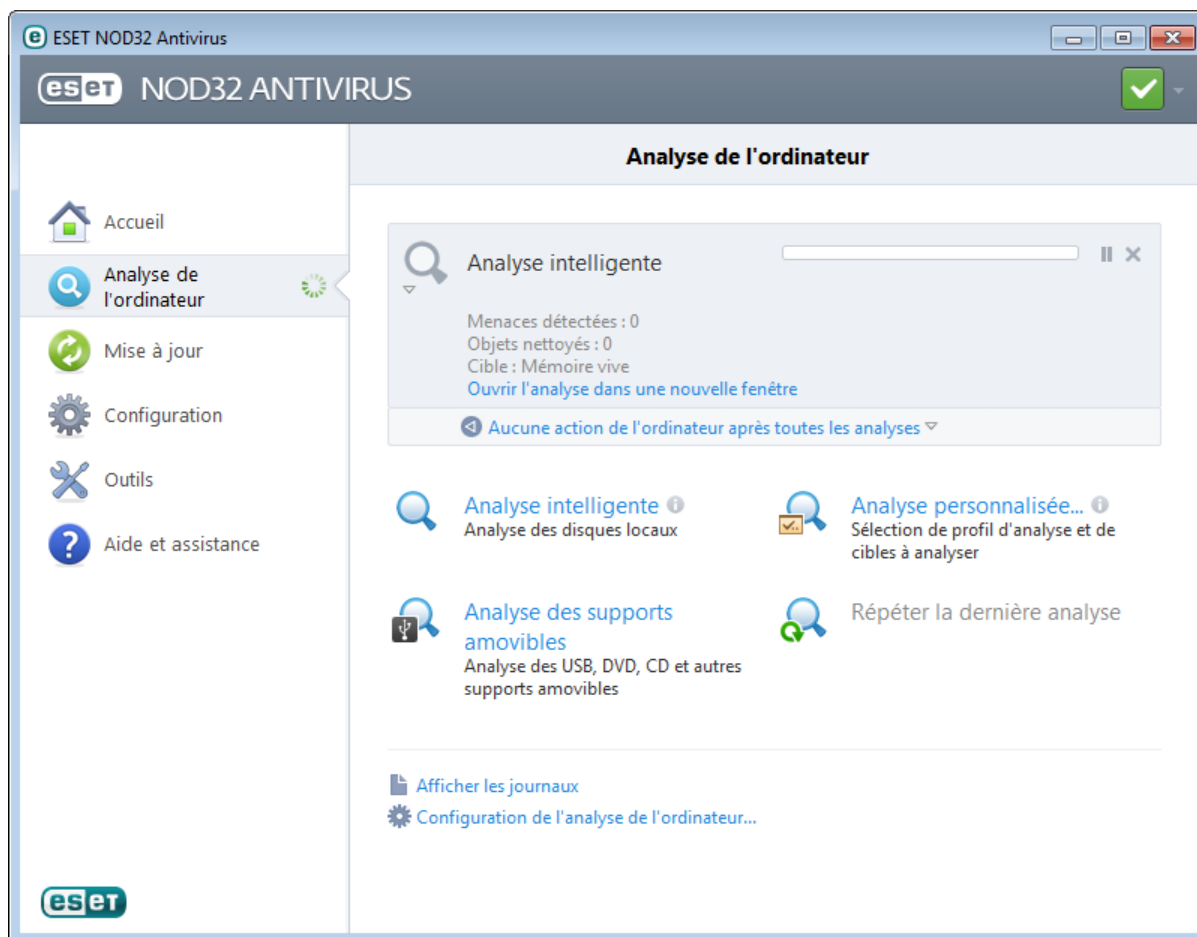 ESET NOD32 Antivirus
eset NOD32 ANTIVIRUS
Analyse de l'ordinateur
Accueil
Analyse de
l'ordinateur
Mise à jour
Configuration
Outils
Aide et assistance
Analyse intelligente
Menaces détectées : 0
Objets nettoyés : 0
Cible : Mémoire vive
Ouvrir l'analyse dans une nouvelle fenêtre
Aucune action de l'ordinateur après toutes les analyses
Analyse intelligente
Analyse des disques locaux
Analyse personnalisée...
Sélection de profil d'analyse et de
cibles à analyser
Analyse des supports
amovibles
Analyse des USB, DVD, CD et autres
supports amovibles
Répéter la dernière analyse
Afficher les journaux
Configuration de l'analyse de l'ordinateur...
eset